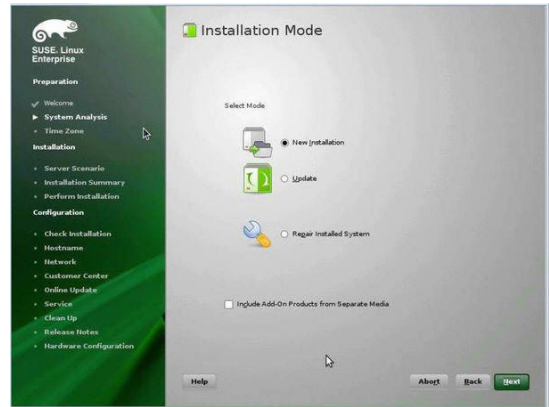 SUSE. Linux
Enterprise
Preparation
Welcome
System Analysis
Time Zone
Installation
Server Scenario
Installation Summary
Perform Installation
Configuration
Check Installation
Hostname
Network
Customer Center
Online Update
Service
Clean Up
Release Notes
Hardware Configuration
Installation Mode
Select Mode
New Installation
Update
Repair Installed System
Include Add-On Products from Separate Media
Help
Abort
Back
Next